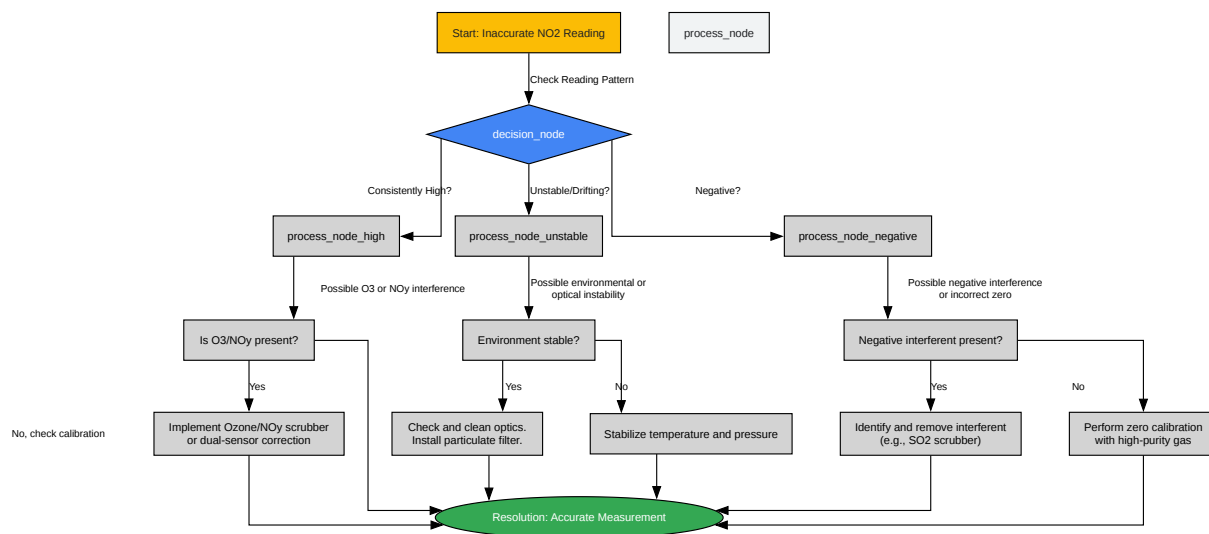 Start: Inaccurate NO2 Reading
process_node
Check Reading Pattern
decision_node
Consistently High?
Unstable/Drifting?
Negative?
process_node_high
process_node_unstable
process_node_negative
Possible O3 or NOy interference
Possible environmental or
optical instability
Possible negative interference
or incorrect zero
Is O3/NOy present?
Environment stable?
Negative interferent present?
Yes
Yes
No
Yes
No
No, check calibration
Implement Ozone/NOy scrubber
or dual-sensor correction
Check and clean optics.
Install particulate filter.
Stabilize temperature and pressure
Identify and remove interferent
(e.g., SO2 scrubber)
Perform zero calibration
with high-purity gas
Resolution: Accurate Measurement